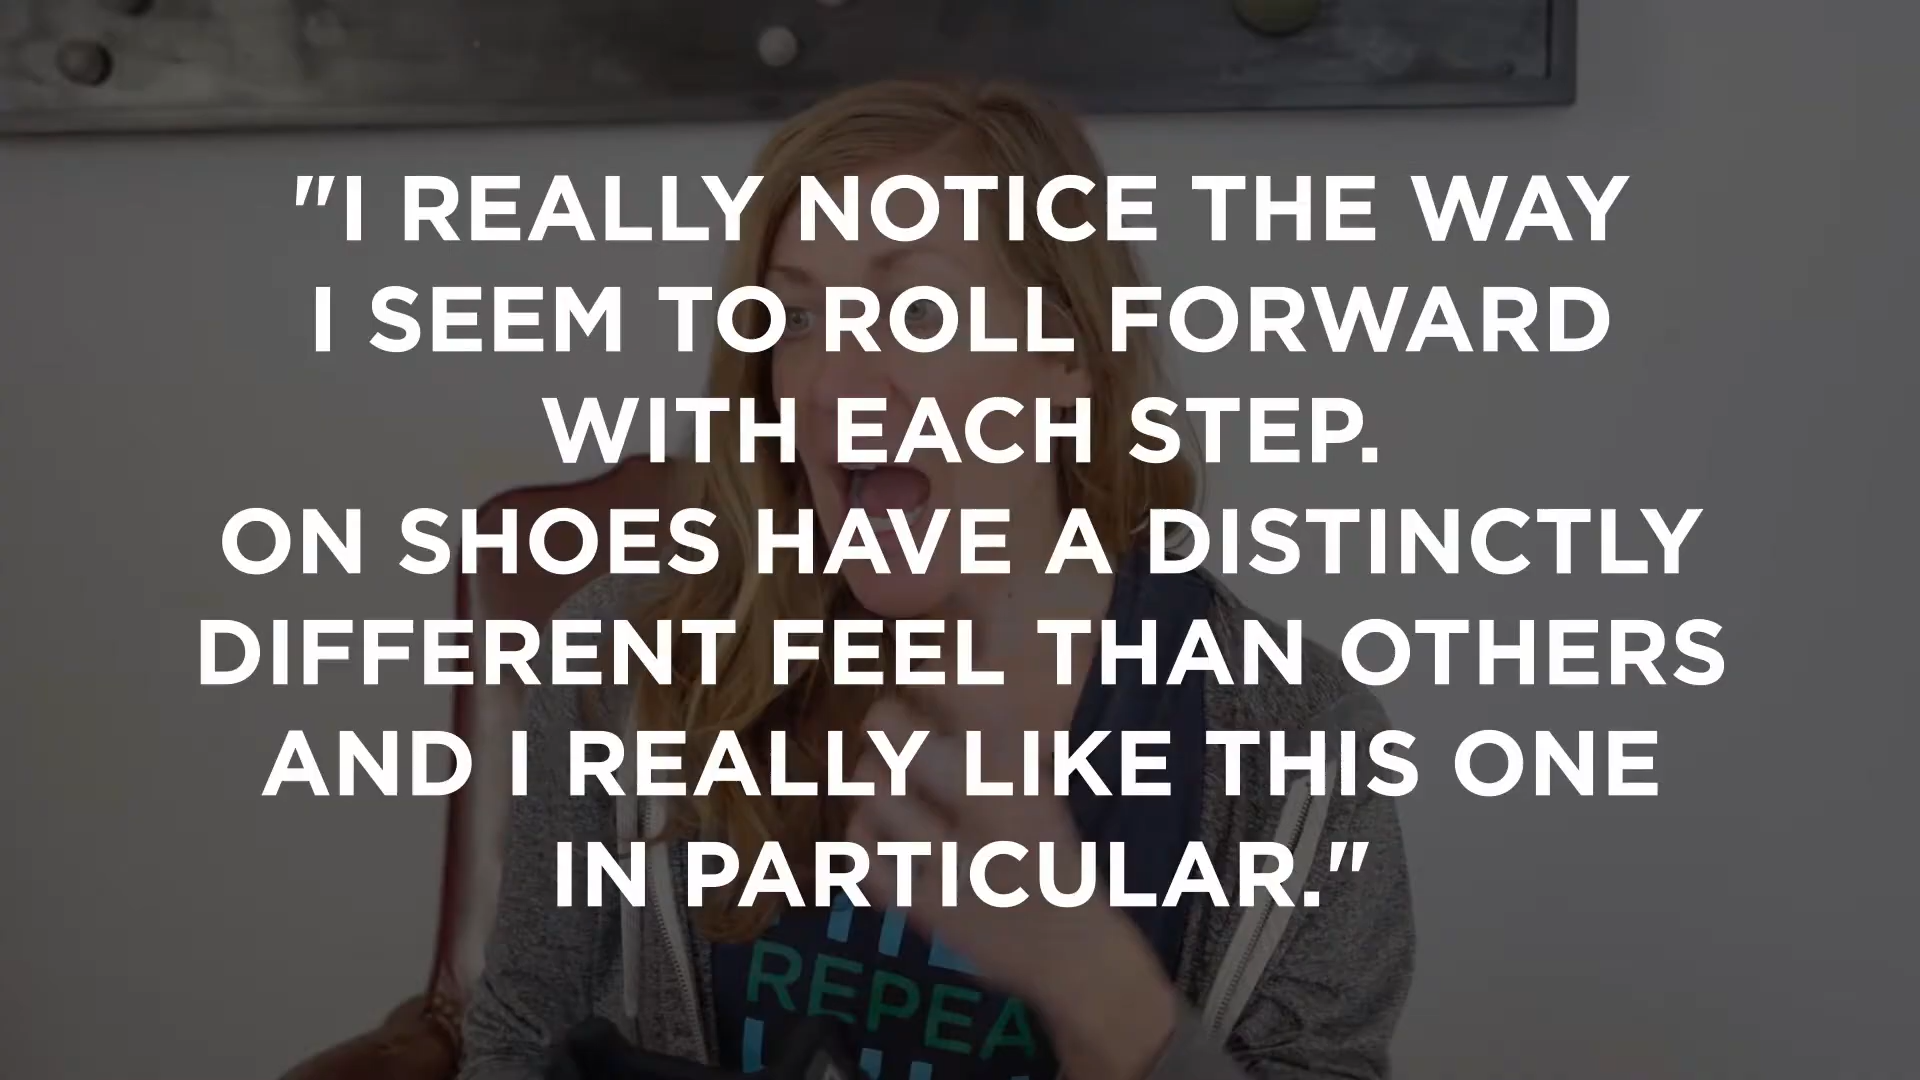 "I REALLY NOTICE THE WAY
I SEEM TO ROLL FORWARD
WITH EACH STEP.
ON SHOES HAVE A DISTINCTLY
DIFFERENT FEEL THAN OTHERS
AND I REALLY LIKE THIS ONE
IN PARTICULAR."
REPEA